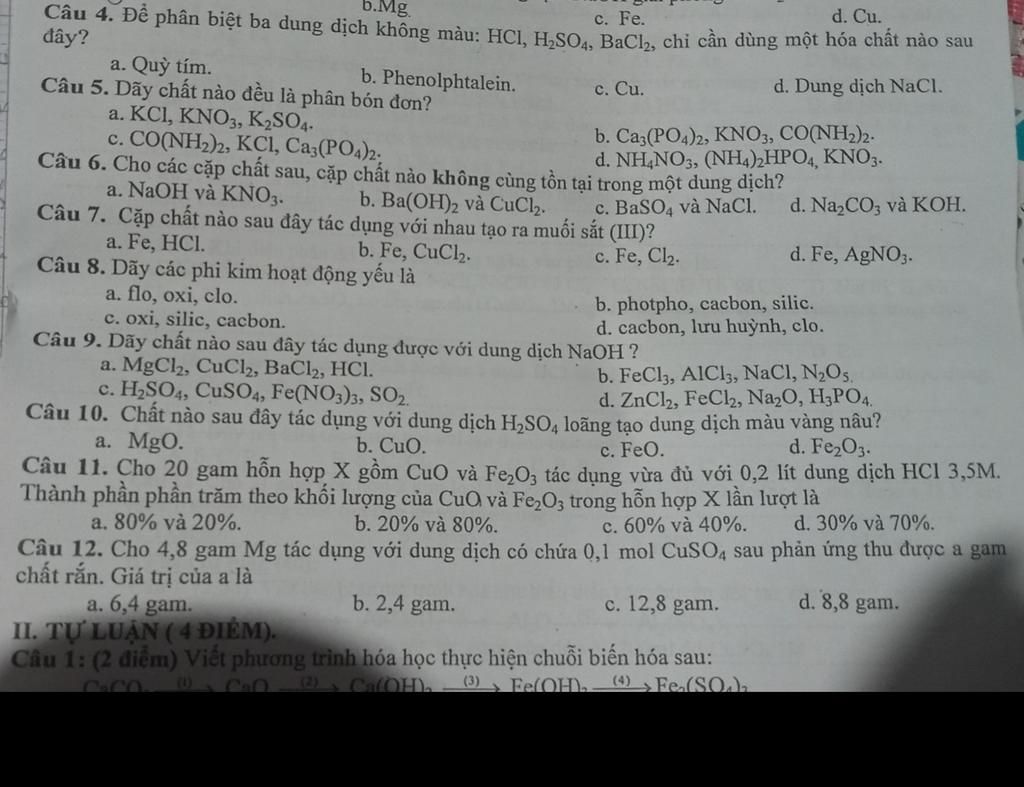 b.Mg.
c. Fe. d. Cu.
Câu 4. Để phân biệt ba dung dịch không màu: HCl, H₂SO₄, BaCl₂, chỉ cần dùng một hóa chất nào sau
đây?
a. Quỳ tím. b. Phenolphtalein. c. Cu. d. Dung dịch NaCl.
Câu 5. Dãy chất nào đều là phân bón đơn?
a. KCl, KNO₃, K₂SO₄. b. Ca₃(PO₄)₂, KNO₃, CO(NH₂)₂.
c. CO(NH₂)₂, KCl, Ca₃(PO₄)₂. d. NH₄NO₃, (NH₄)₂HPO₄, KNO₃.
Câu 6. Cho các cặp chất sau, cặp chất nào không cùng tồn tại trong một dung dịch?
a. NaOH và KNO₃. b. Ba(OH)₂ và CuCl₂. c. BaSO₄ và NaCl. d. Na₂CO₃ và KOH.
Câu 7. Cặp chất nào sau đây tác dụng với nhau tạo ra muối sắt (III)?
a. Fe, HCl. b. Fe, CuCl₂. c. Fe, Cl₂. d. Fe, AgNO₃.
Câu 8. Dãy các phi kim hoạt động yếu là
a. flo, oxi, clo. b. photpho, cacbon, silic.
c. oxi, silic, cacbon. d. cacbon, lưu huỳnh, clo.
Câu 9. Dãy chất nào sau đây tác dụng được với dung dịch NaOH ?
a. MgCl₂, CuCl₂, BaCl₂, HCl. b. FeCl₃, AlCl₃, NaCl, N₂O₅.
c. H₂SO₄, CuSO₄, Fe(NO₃)₃, SO₂. d. ZnCl₂, FeCl₂, Na₂O, H₃PO₄.
Câu 10. Chất nào sau đây tác dụng với dung dịch H₂SO₄ loãng tạo dung dịch màu vàng nâu?
a. MgO. b. CuO. c. FeO. d. Fe₂O₃.
Câu 11. Cho 20 gam hỗn hợp X gồm CuO và Fe₂O₃ tác dụng vừa đủ với 0,2 lít dung dịch HCl 3,5M.
Thành phần phần trăm theo khối lượng của CuO và Fe₂O₃ trong hỗn hợp X lần lượt là
a. 80% và 20%. b. 20% và 80%. c. 60% và 40%. d. 30% và 70%.
Câu 12. Cho 4,8 gam Mg tác dụng với dung dịch có chứa 0,1 mol CuSO₄ sau phản ứng thu được a gam
chất rắn. Giá trị của a là
a. 6,4 gam. b. 2,4 gam. c. 12,8 gam. d. 8,8 gam.
II. TỰ LUẬN ( 4 ĐIỂM).
Câu 1: (2 điểm) Viết phương trình hóa học thực hiện chuỗi biến hóa sau:
CaCO₃ (1)→ CaO (2)→ Ca(OH)₂ (3)→ Fe(OH)₃ (4)→ Fe₂(SO₄)₃